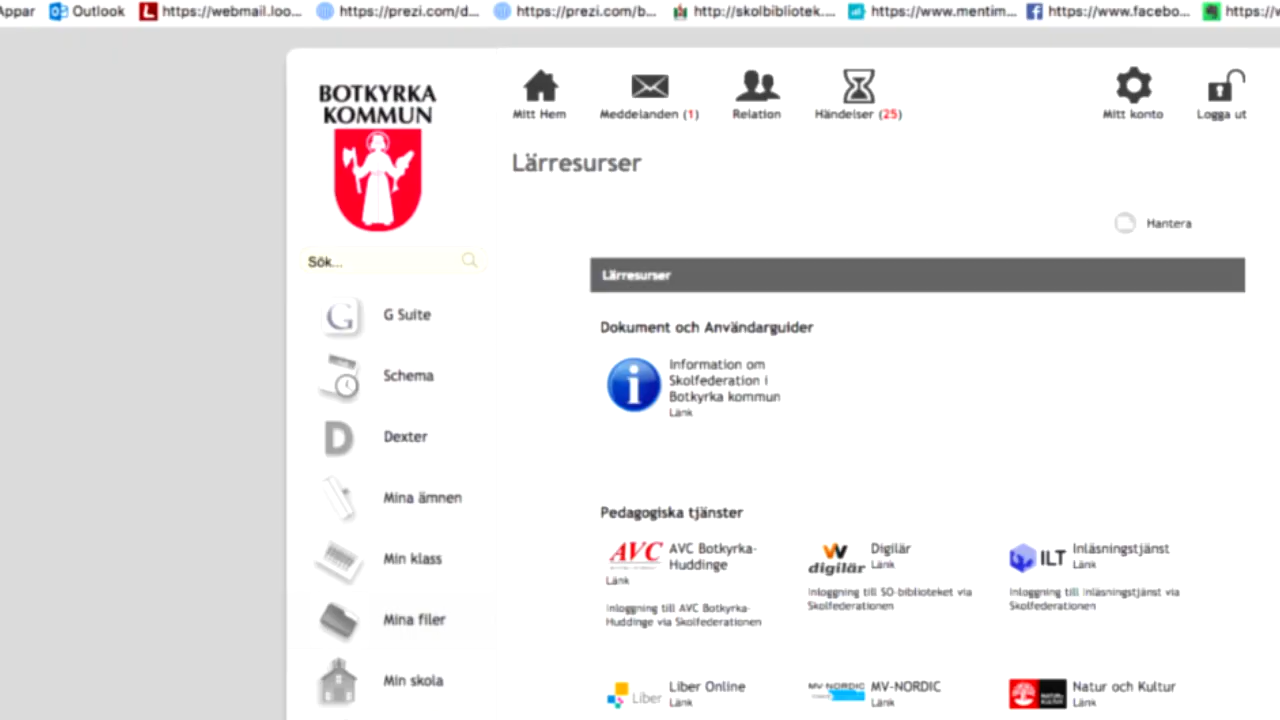 Appar Outlook https://webmail.loo... https://prezi.com/d... https://prezi.com/b... http://skolbibliotek.... https://www.mentim... https://www.facebo...
BOTKYRKA
KOMMUN
Mitt Hem Meddelanden (1) Relation Händelser (25) Mitt konto Logga ut
Lärresurser
Hantera
Sök...
G Suite
Schema
Dexter
Mina ämnen
Min klass
Mina filer
Min skola
Lärresurser
Dokument och Användarguider
Information om
Skolfederation i
Botkyrka kommun
Länk
Pedagogiska tjänster
AVC AVC Botkyrka-
Huddinge
Länk
Inloggning till AVC Botkyrka-
Huddinge via Skolfederationen
digilär Digilär
Länk
Inloggning till SO-biblioteket via
Skolfederationen
ILT Inläsningstjänst
Länk
Inloggning till Inläsningstjänst via
Skolfederationen
Liber Liber Online
Länk
MV-NORDIC MV-NORDIC
Länk
Natur och Kultur
Länk